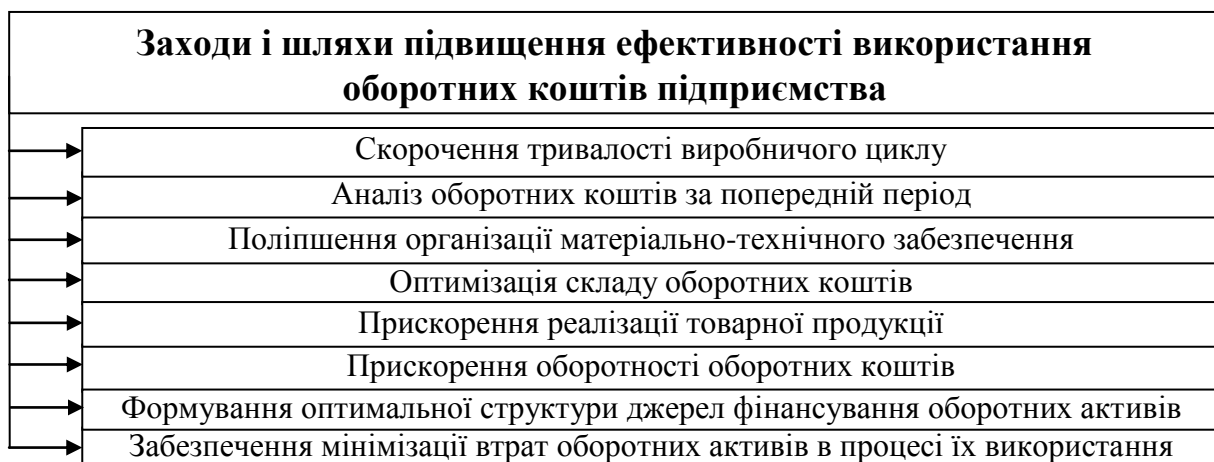 Заходи і шляхи підвищення ефективності використання
оборотних коштів підприємства
Скорочення тривалості виробничого циклу
Аналіз оборотних коштів за попередній період
Поліпшення організації матеріально-технічного забезпечення
Оптимізація складу оборотних коштів
Прискорення реалізації товарної продукції
Прискорення оборотності оборотних коштів
Формування оптимальної структури джерел фінансування оборотних активів
Забезпечення мінімізації втрат оборотних активів в процесі їх використання